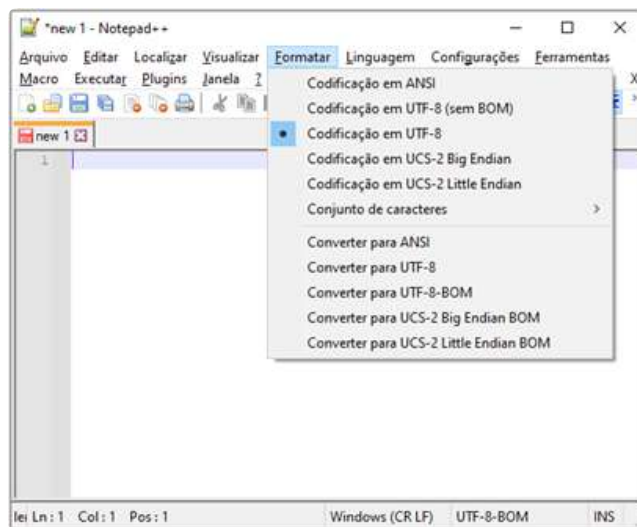 *new 1 - Notepad++
Arquivo Editar Localizar Visualizar Formatar Linguagem Configurações Ferramentas
Macro Executar Plugins Janela ? X
new 1
1
Codificação em ANSI
Codificação em UTF-8 (sem BOM)
Codificação em UTF-8
Codificação em UCS-2 Big Endian
Codificação em UCS-2 Little Endian
Conjunto de caracteres
Converter para ANSI
Converter para UTF-8
Converter para UTF-8-BOM
Converter para UCS-2 Big Endian BOM
Converter para UCS-2 Little Endian BOM
Ln : 1 Col : 1 Pos : 1 Windows (CR LF) UTF-8-BOM INS